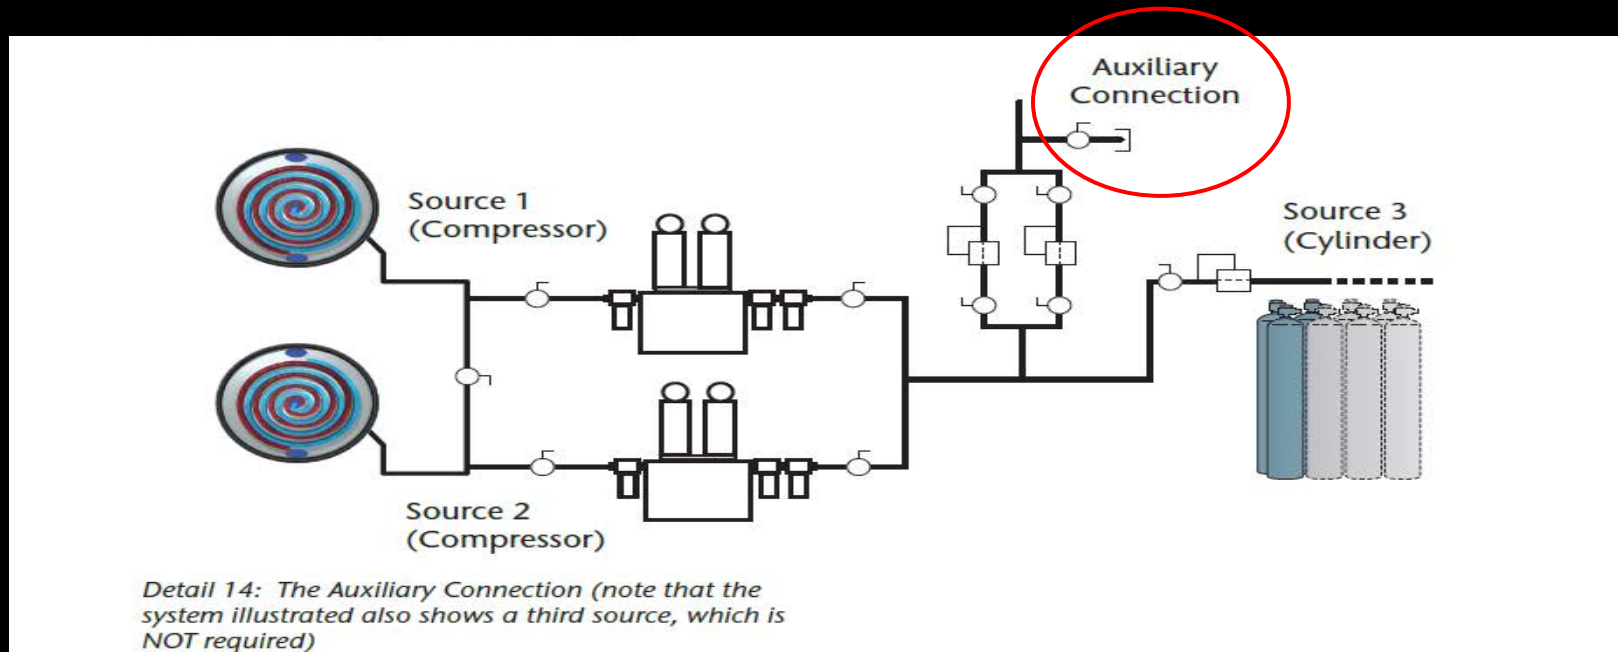 Auxiliary
Connection
Source 1
(Compressor)
Source 3
(Cylinder)
Source 2
(Compressor)
Detail 14: The Auxiliary Connection (note that the
system illustrated also shows a third source, which is
NOT required)